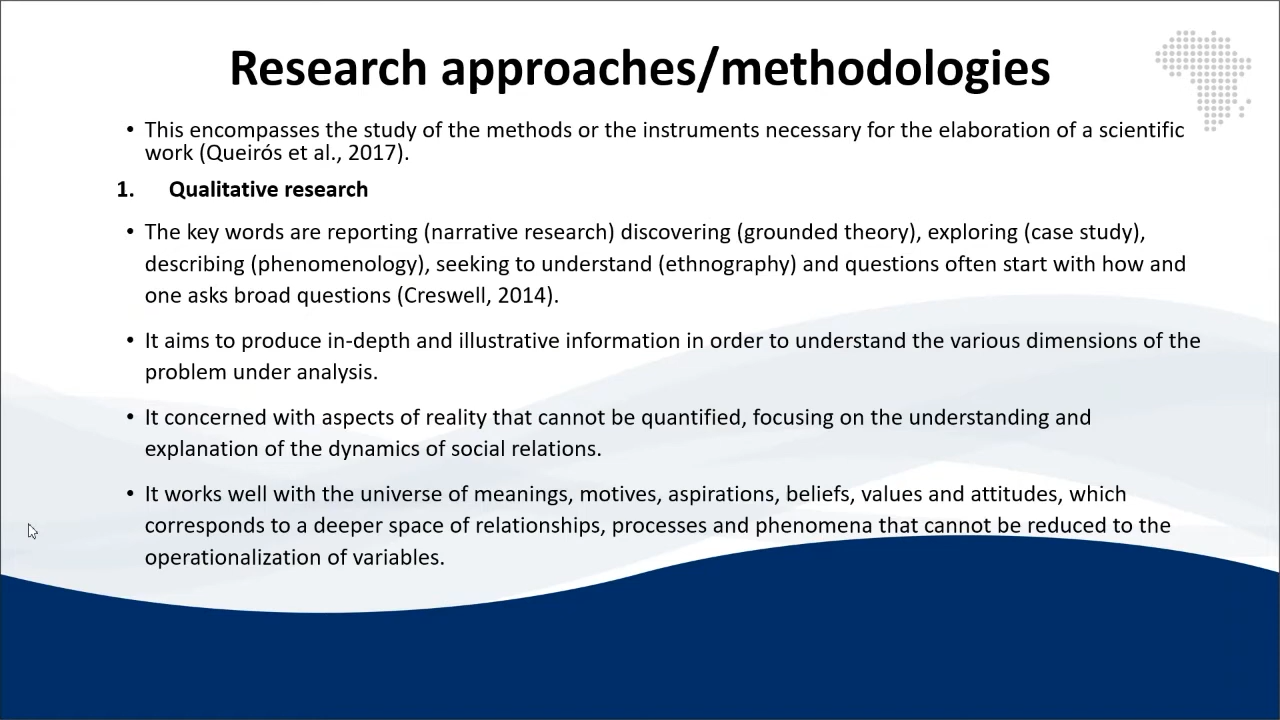 Research approaches/methodologies
• This encompasses the study of the methods or the instruments necessary for the elaboration of a scientific
work (Queirós et al., 2017).
1. Qualitative research
• The key words are reporting (narrative research) discovering (grounded theory), exploring (case study),
describing (phenomenology), seeking to understand (ethnography) and questions often start with how and
one asks broad questions (Creswell, 2014).
• It aims to produce in-depth and illustrative information in order to understand the various dimensions of the
problem under analysis.
• It concerned with aspects of reality that cannot be quantified, focusing on the understanding and
explanation of the dynamics of social relations.
• It works well with the universe of meanings, motives, aspirations, beliefs, values and attitudes, which
corresponds to a deeper space of relationships, processes and phenomena that cannot be reduced to the
operationalization of variables.